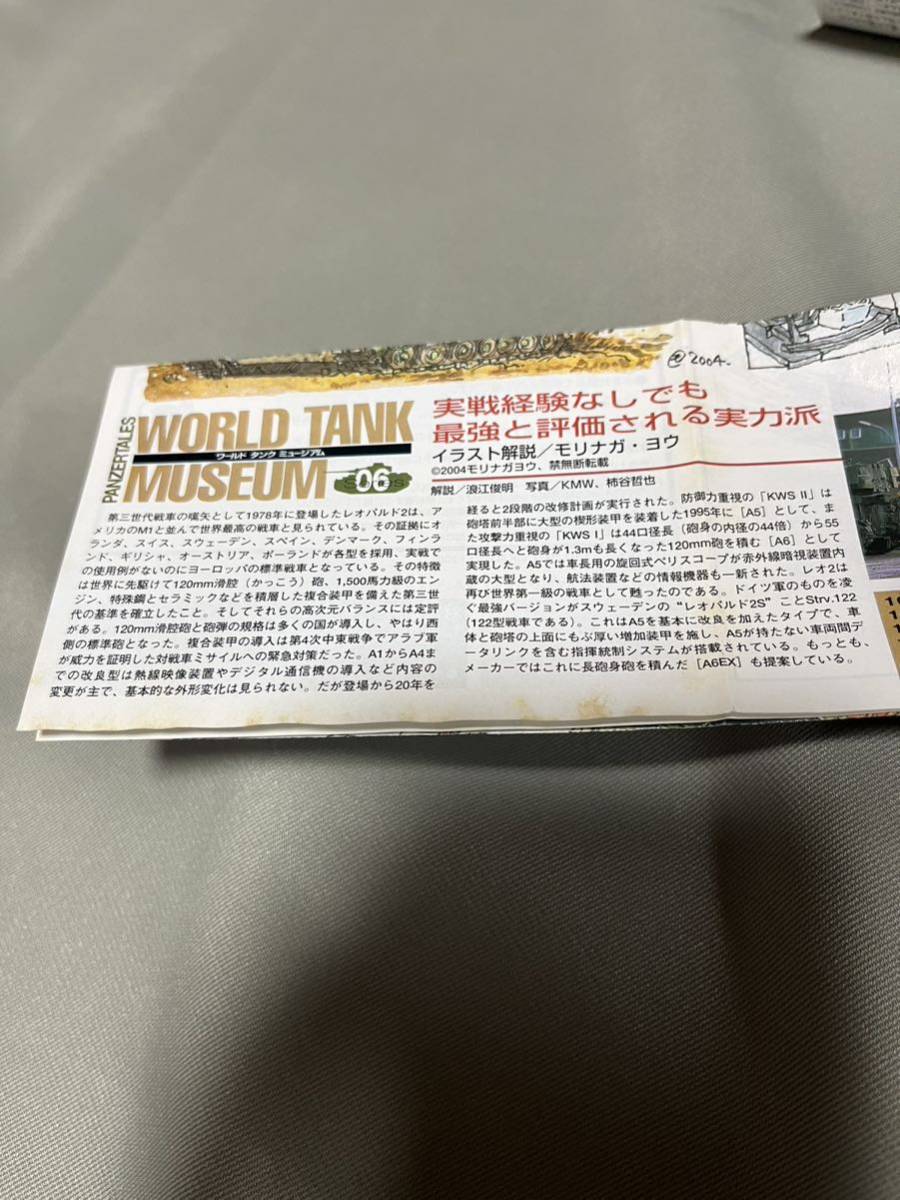 @2004-
PANZERTALES
WORLD TANK
ワールド タンク ミュージアム
MUSEUM
06
実戦経験なしでも
最強と評価される実力派
イラスト解説／モリナガ・ヨウ
©2004モリナガヨウ、禁無断転載
解説／浪江俊明 写真／KMW、柿谷哲也
第三世代戦車の嚆矢として1978年に登場したレオパルド2は、ア
メリカのM1と並んで世界最高の戦車と見られている。その証拠にオ
ランダ、スイス、スウェーデン、スペイン、デンマーク、フィンラ
ンド、ギリシャ、オーストリア、ポーランドが各型を採用、実戦で
の使用例がないのにヨーロッパの標準戦車となっている。その特徴
は世界に先駆けて120mm滑腔（かっこう）砲、1,500馬力級のエン
ジン、特殊鋼とセラミックなどを積層した複合装甲を備えた第三世
代の基準を確立したこと。そしてそれらの高次元バランスには定評
がある。120mm滑腔砲と砲弾の規格は多くの国が導入し、やはり西
側の標準砲となった。複合装甲の導入は第4次中東戦争でアラブ軍
が威力を証明した対戦車ミサイルへの緊急対策だった。A1からA4ま
での改良型は熱線映像装置やデジタル通信機の導入など内容の
変更が主で、基本的な外形変化は見られない。だが登場から20年を
経ると2段階の改修計画が実行された。防御力重視の「KWS II」は
砲塔前半部に大型の楔形装甲を装着した1995年に［A5］として、ま
た攻撃力重視の「KWS I」は44口径長（砲身の内径の44倍）から55
口径長へと砲身が1.3mも長くなった120mm砲を積む［A6］として
実現した。A5では車長用の旋回式ペリスコープが赤外線暗視装置内
蔵の大型となり、航法装置などの情報機器も一新された。レオ2は
再び世界第一級の戦車として甦ったのである。ドイツ軍のものを凌
ぐ最強バージョンがスウェーデンの“レオパルド2S”ことStrv.122
（122型戦車である）。これはA5を基本に改良を加えたタイプで、車
体と砲塔の上面にもぶ厚い増加装甲を施し、A5が持たない車両間デ
ータリンクを含む指揮統制システムが搭載されている。もっとも、
メーカーではこれに長砲身砲を積んだ［A6EX］も提案している。